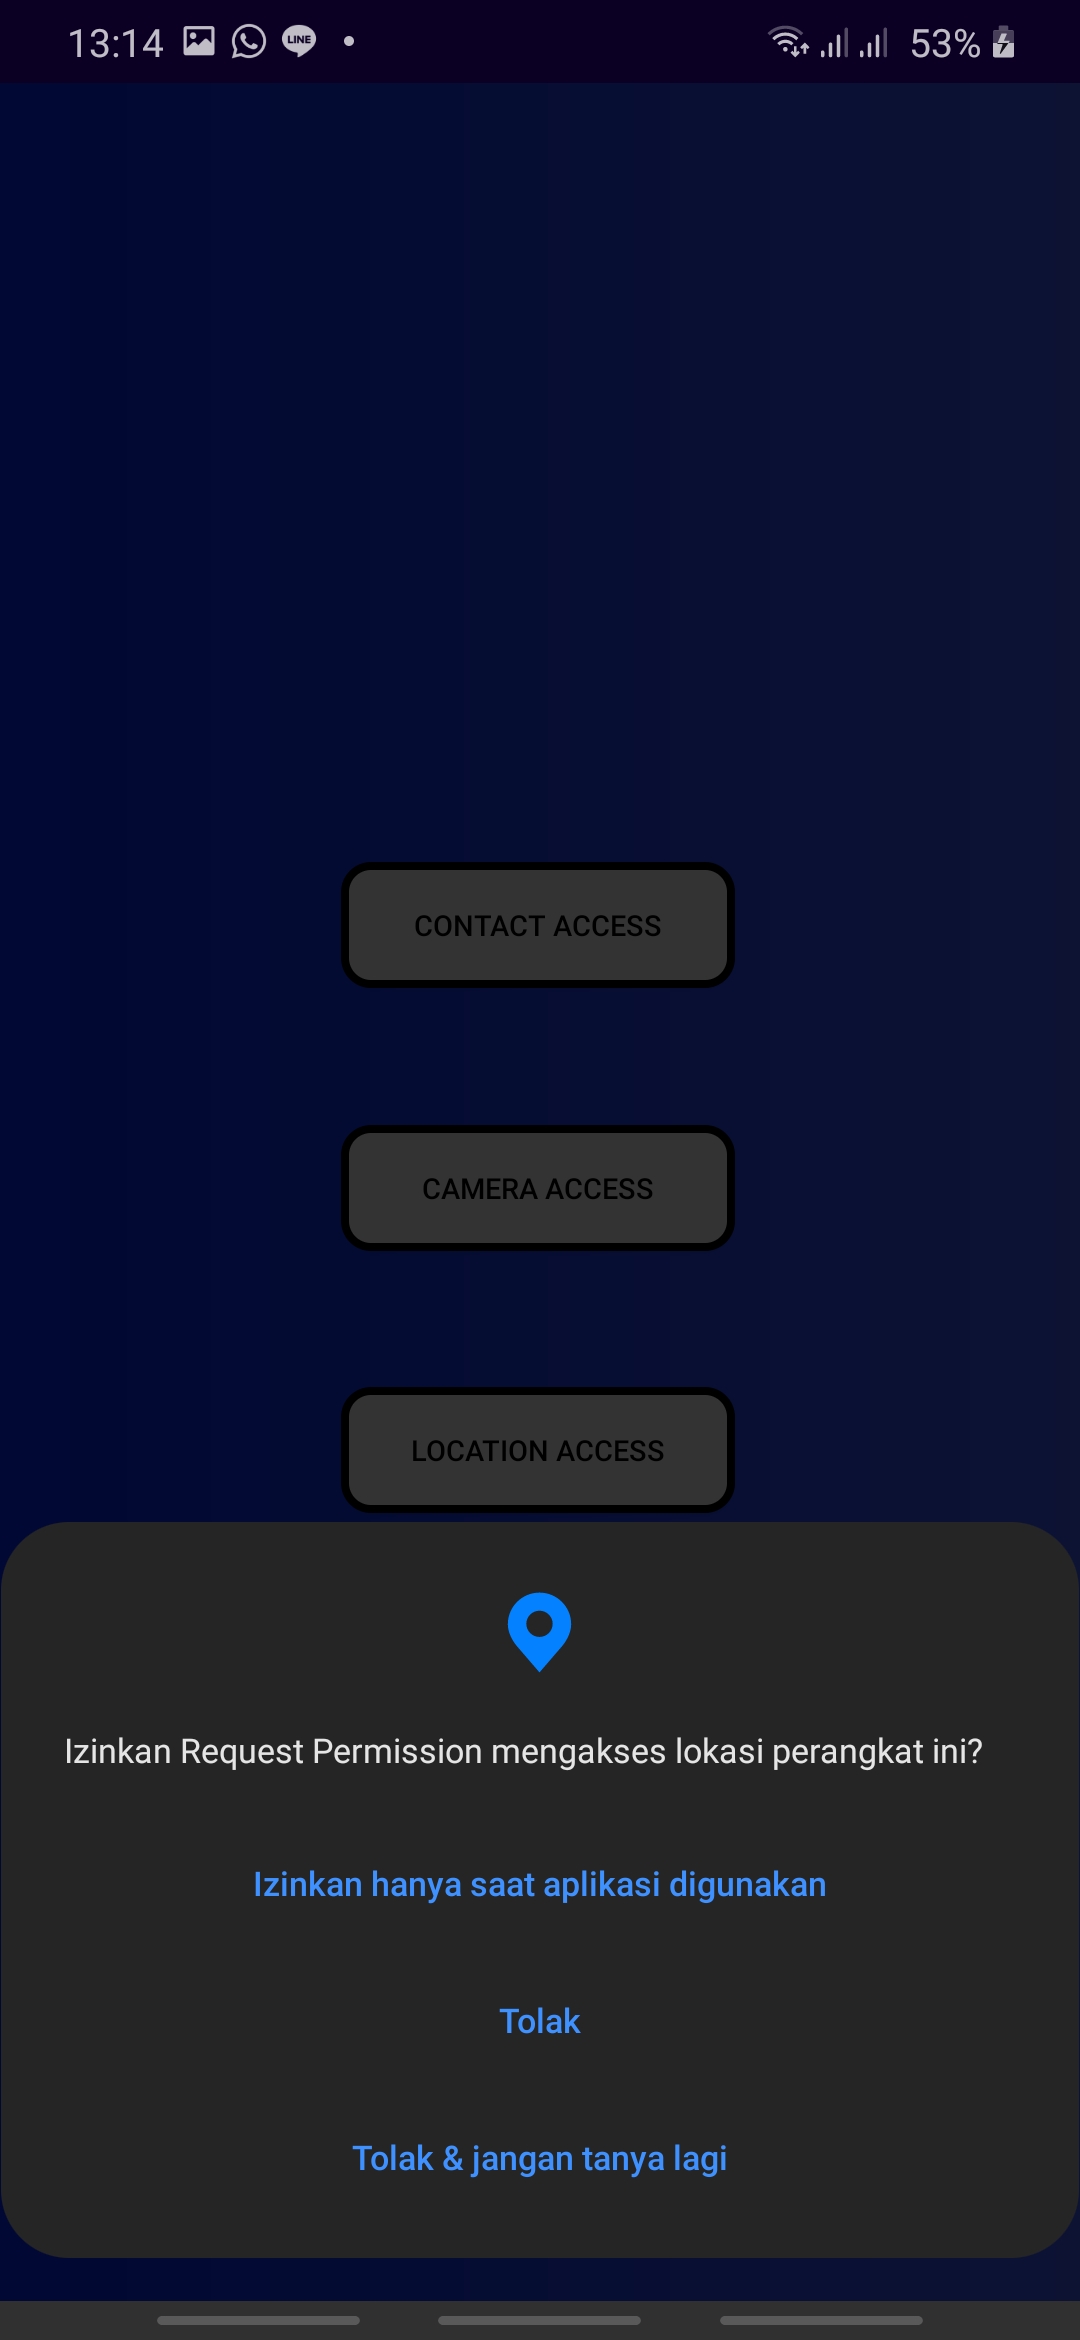 13:14 LINE 53%
CONTACT ACCESS
CAMERA ACCESS
LOCATION ACCESS
Izinkan Request Permission mengakses lokasi perangkat ini?
Izinkan hanya saat aplikasi digunakan
Tolak
Tolak & jangan tanya lagi